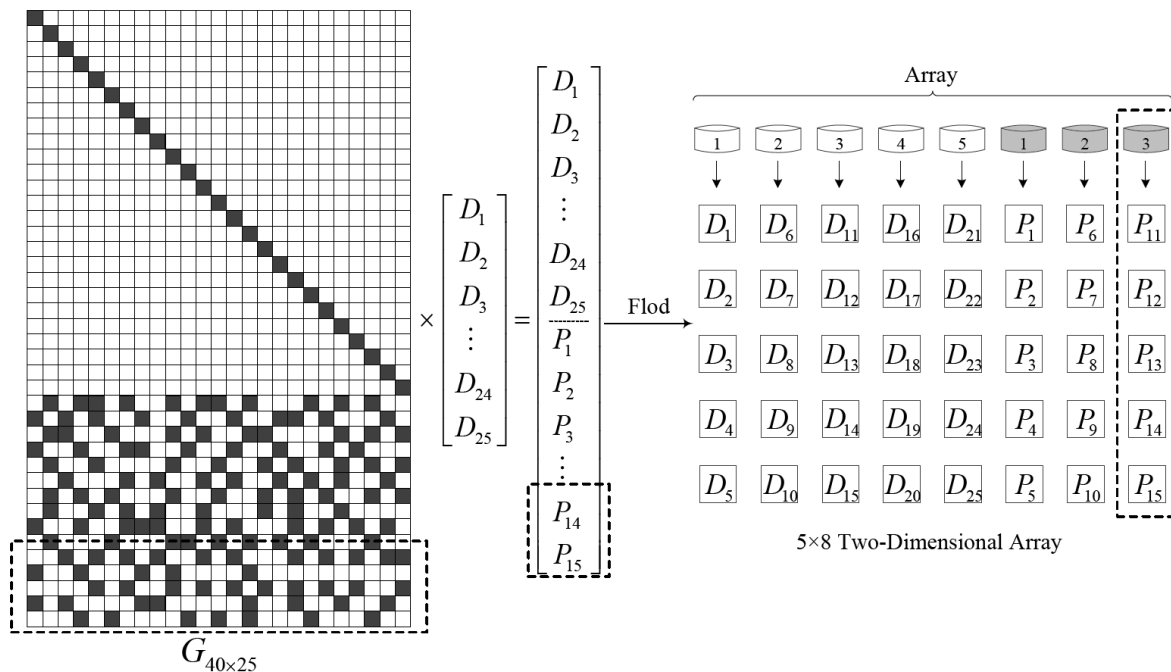 Array
1 2 3 4 5 1 2 3
D₁ D₆ D₁₁ D₁₆ D₂₁ P₁ P₆ P₁₁
D₂ D₇ D₁₂ D₁₇ D₂₂ P₂ P₇ P₁₂
D₃ D₈ D₁₃ D₁₈ D₂₃ P₃ P₈ P₁₃
D₄ D₉ D₁₄ D₁₉ D₂₄ P₄ P₉ P₁₄
D₅ D₁₀ D₁₅ D₂₀ D₂₅ P₅ P₁₀ P₁₅
5×8 Two-Dimensional Array
Flod
G₄₀ₓ₂₅
×
D₁
D₂
D₃
⋮
D₂₄
D₂₅
=
D₁
D₂
D₃
⋮
D₂₄
D₂₅
P₁
P₂
P₃
⋮
P₁₄
P₁₅